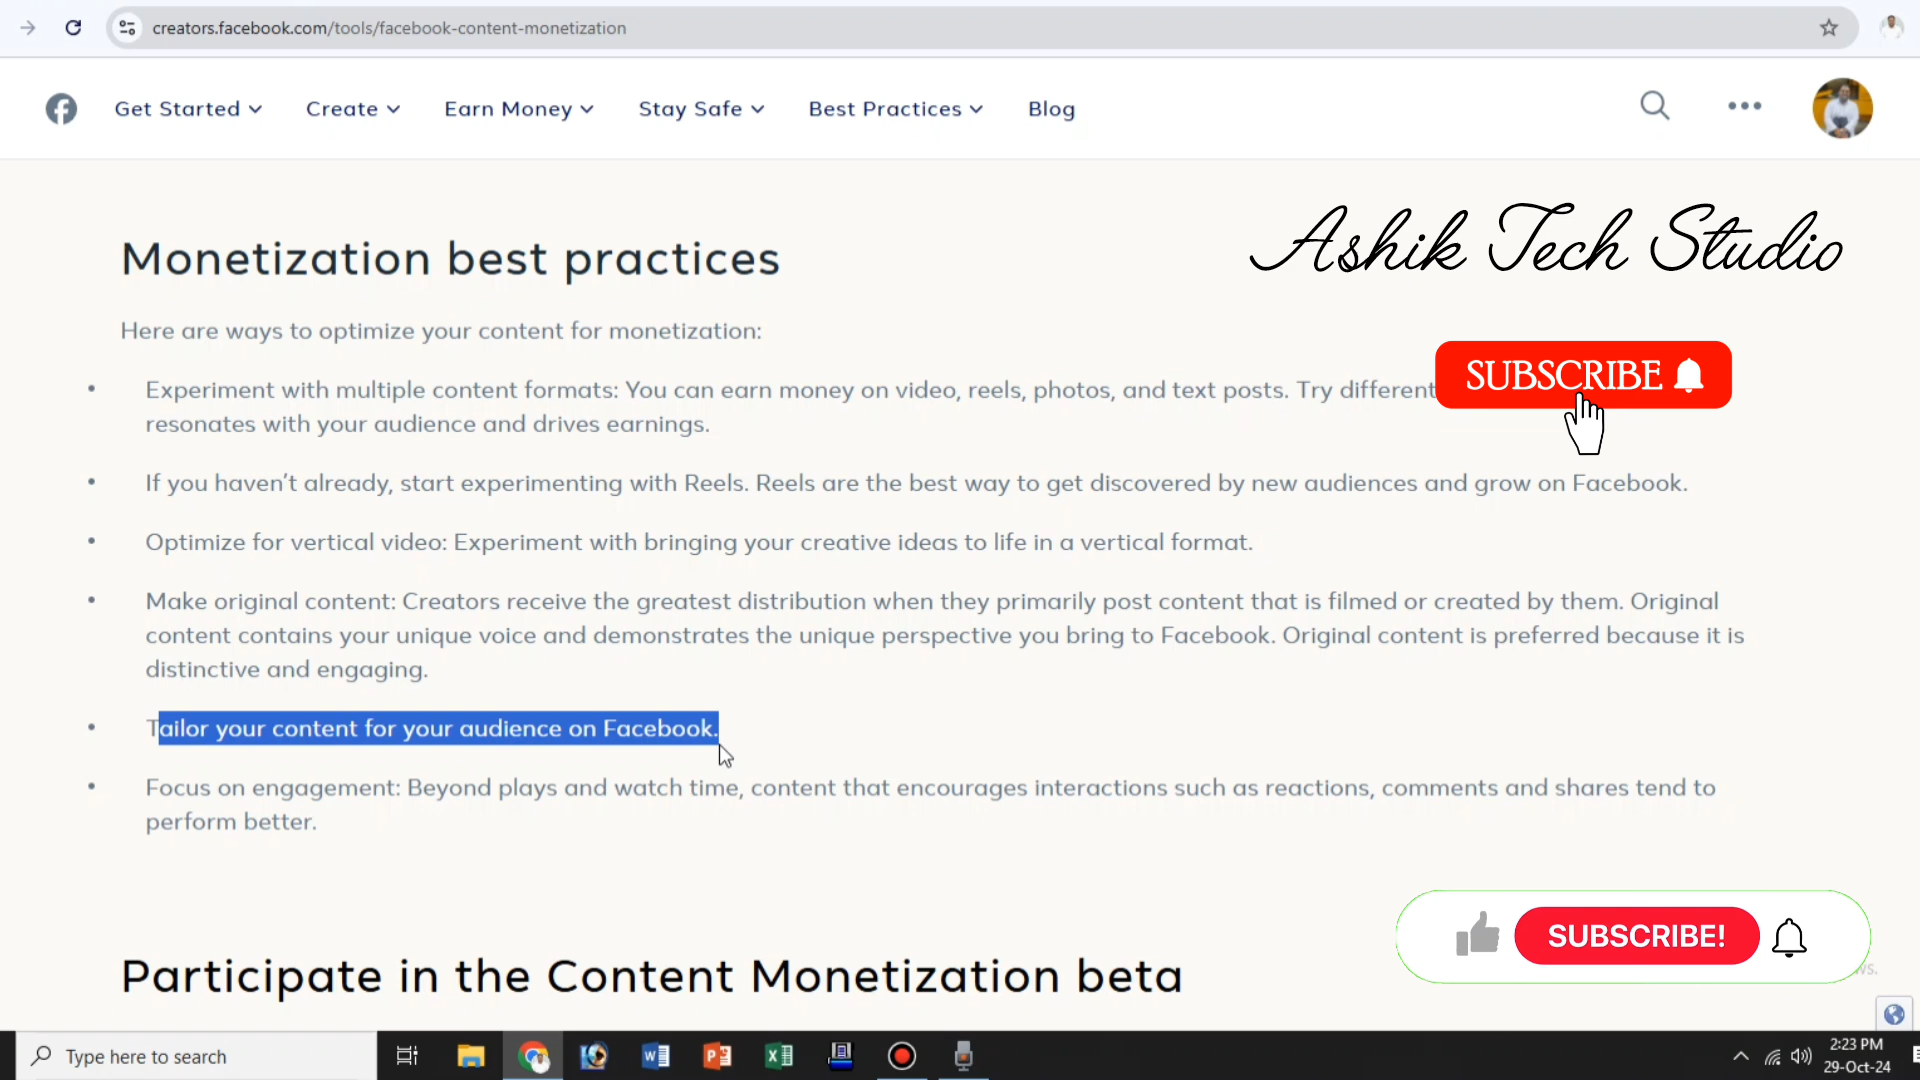 creators.facebook.com/tools/facebook-content-monetization
Get Started Create Earn Money Stay Safe Best Practices Blog
Ashik Tech Studio
Monetization best practices
Here are ways to optimize your content for monetization:
SUBSCRIBE
• Experiment with multiple content formats: You can earn money on video, reels, photos, and text posts. Try different
resonates with your audience and drives earnings.
• If you haven’t already, start experimenting with Reels. Reels are the best way to get discovered by new audiences and grow on Facebook.
• Optimize for vertical video: Experiment with bringing your creative ideas to life in a vertical format.
• Make original content: Creators receive the greatest distribution when they primarily post content that is filmed or created by them. Original
content contains your unique voice and demonstrates the unique perspective you bring to Facebook. Original content is preferred because it is
distinctive and engaging.
• Tailor your content for your audience on Facebook.
• Focus on engagement: Beyond plays and watch time, content that encourages interactions such as reactions, comments and shares tend to
perform better.
SUBSCRIBE!
Participate in the Content Monetization beta
Type here to search
2:23 PM
29-Oct-24